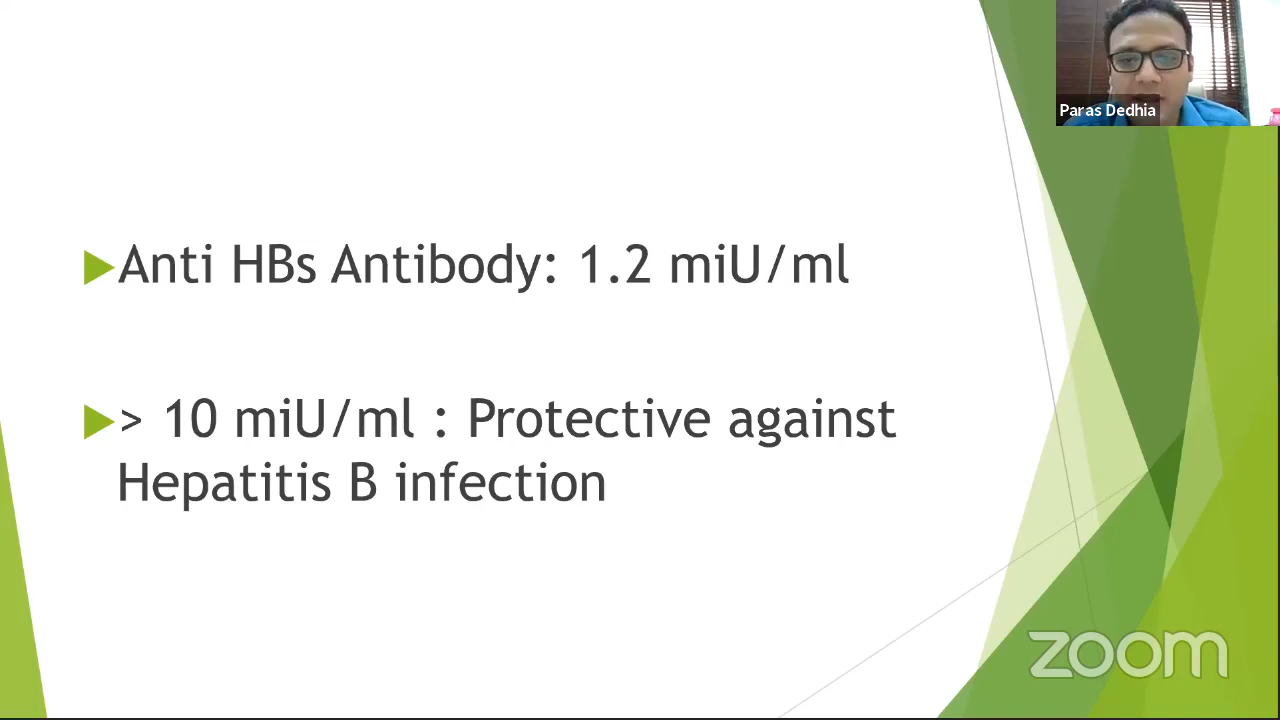 Paras Dedhia
Anti HBs Antibody: 1.2 miU/ml
> 10 miU/ml : Protective against
Hepatitis B infection
zoom